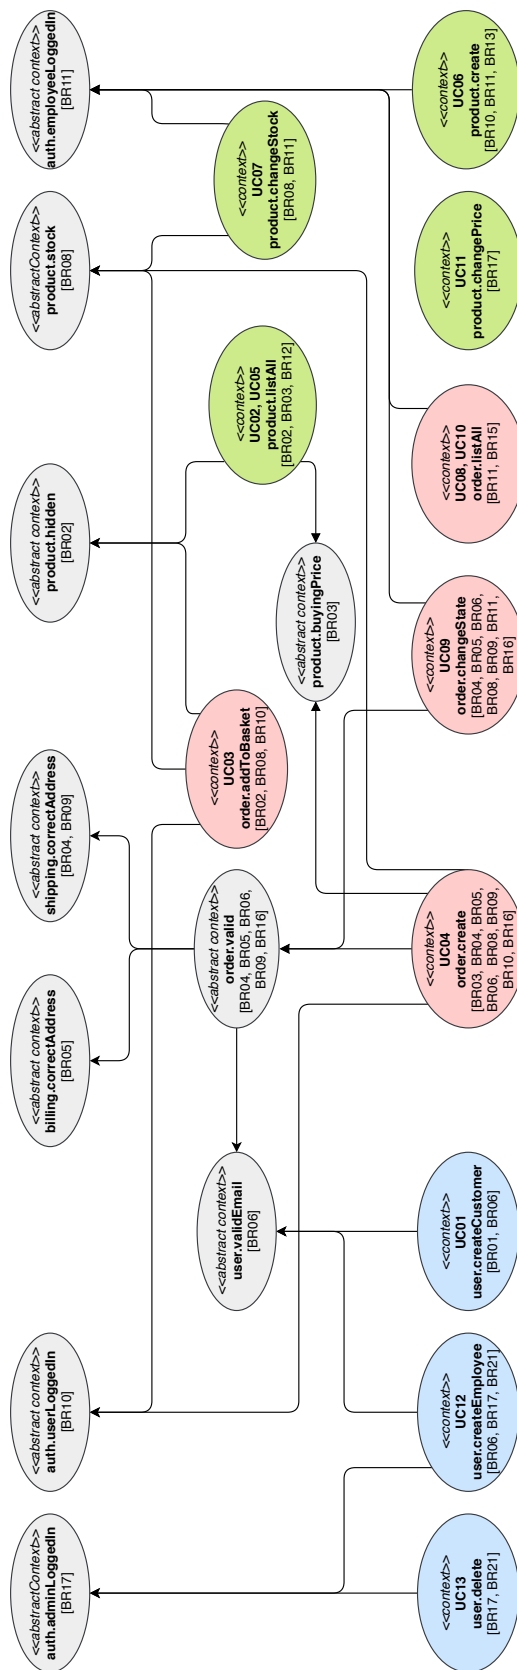 <<abstractContext>>
auth.adminLoggedIn
[BR17]
<<abstract context>>
auth.userLoggedIn
[BR10]
<<abstract context>>
billing.correctAddress
[BR05]
<<abstract context>>
shipping.correctAddress
[BR04, BR09]
<<abstract context>>
product.hidden
[BR02]
<<abstractContext>>
product.stock
[BR08]
<<abstract context>>
auth.employeeLoggedIn
[BR11]
<<abstract context>>
user.validEmail
[BR06]
<<abstract context>>
order.valid
[BR04, BR05, BR06,
BR09, BR16]
<<context>>
UC03
order.addToBasket
[BR02, BR08, BR10]
<<abstract context>>
product.buyingPrice
[BR03]
<<context>>
UC02, UC05
product.listAll
[BR02, BR03, BR12]
<<context>>
UC07
product.changeStock
[BR08, BR11]
<<context>>
UC13
user.delete
[BR17, BR21]
<<context>>
UC12
user.createEmployee
[BR06, BR17, BR21]
<<context>>
UC01
user.createCustomer
[BR01, BR06]
<<context>>
UC04
order.create
[BR03, BR04, BR05,
BR06, BR08, BR09,
BR10, BR16]
<<context>>
UC09
order.changeState
[BR04, BR05, BR06,
BR08, BR09, BR11,
BR16]
<<context>>
UC08, UC10
order.listAll
[BR11, BR15]
<<context>>
UC11
product.changePrice
[BR17]
<<context>>
UC06
product.create
[BR10, BR11, BR13]